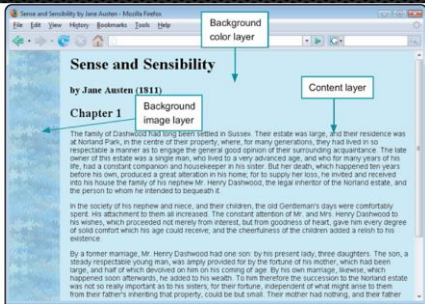 Sense and Sensibility by Jane Austen - Mozilla Firefox
File Edit View History Bookmarks Tools Help
Background
color layer
Sense and Sensibility
by Jane Austen (1811)
Content layer
Background
image layer
Chapter 1
The family of Dashwood had long been settled in Sussex. Their estate was large, and their residence was
at Norland Park, in the centre of their property, where, for many generations, they had lived in so
respectable a manner as to engage the general good opinion of their surrounding acquaintance. The late
owner of this estate was a single man, who lived to a very advanced age, and who for many years of his
life, had a constant companion and housekeeper in his sister. But her death, which happened ten years
before his own, produced a great alteration in his home; for to supply her loss, he invited and received
into his house the family of his nephew Mr. Henry Dashwood, the legal inheritor of the Norland estate, and
the person to whom he intended to bequeath it.
In the society of his nephew and niece, and their children, the old Gentleman's days were comfortably
spent. His attachment to them all increased. The constant attention of Mr. and Mrs. Henry Dashwood to
his wishes, which proceeded not merely from interest, but from goodness of heart, gave him every degree
of solid comfort which his age could receive; and the cheerfulness of the children added a relish to his
existence.
By a former marriage, Mr. Henry Dashwood had one son: by his present lady, three daughters. The son, a
steady respectable young man, was amply provided for by the fortune of his mother, which had been
large, and half of which devolved on him on his coming of age. By his own marriage, likewise, which
happened soon afterwards, he added to his wealth. To him therefore the succession to the Norland estate
was not so really important as to his sisters; for their fortune, independent of what might arise to them
from their father's inheriting that property, could be but small. Their mother had nothing, and their father